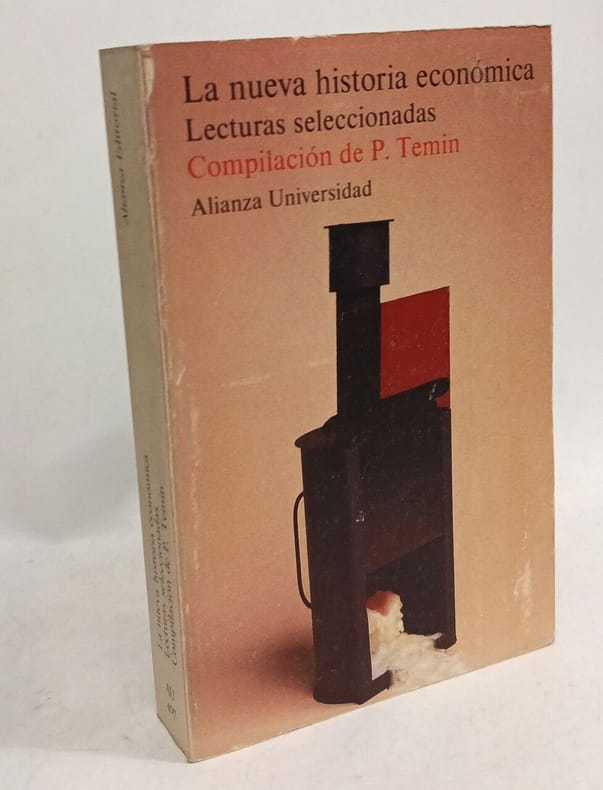 La nueva historia económica
Lecturas seleccionadas
Compilación de P. Temin
Alianza Universidad
Alianza Editorial
La nueva historia económica
Lecturas seleccionadas
Compilación de P. Temin
AU